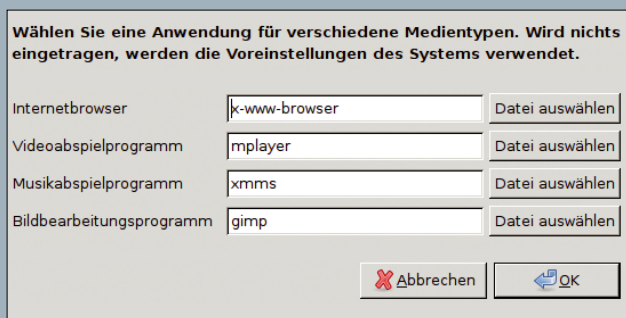 Wählen Sie eine Anwendung für verschiedene Medientypen. Wird nichts
eingetragen, werden die Voreinstellungen des Systems verwendet.
Internetbrowser x-www-browser Datei auswählen
Videoabspielprogramm mplayer Datei auswählen
Musikabspielprogramm xmms Datei auswählen
Bildbearbeitungsprogramm gimp Datei auswählen
Abbrechen OK